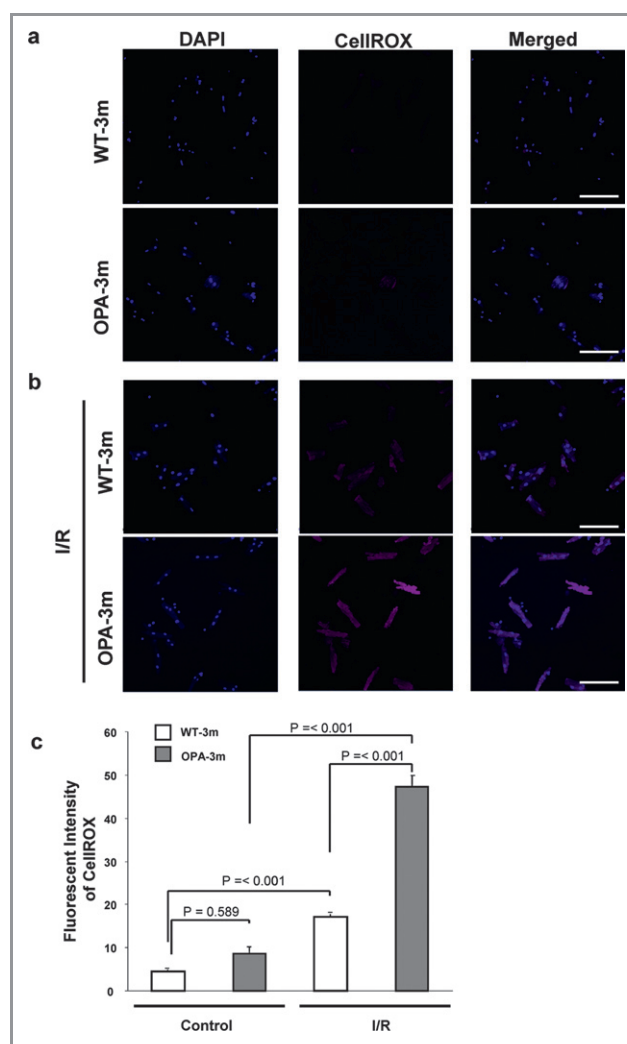 a
DAPI CellROX Merged
WT-3m
OPA-3m
b
I/R
WT-3m
OPA-3m
c
WT-3m
OPA-3m
P =< 0.001
P =< 0.001
P =< 0.001
P = 0.589
Fluorescent Intensity
of CellROX
60
50
40
30
20
10
0
Control I/R